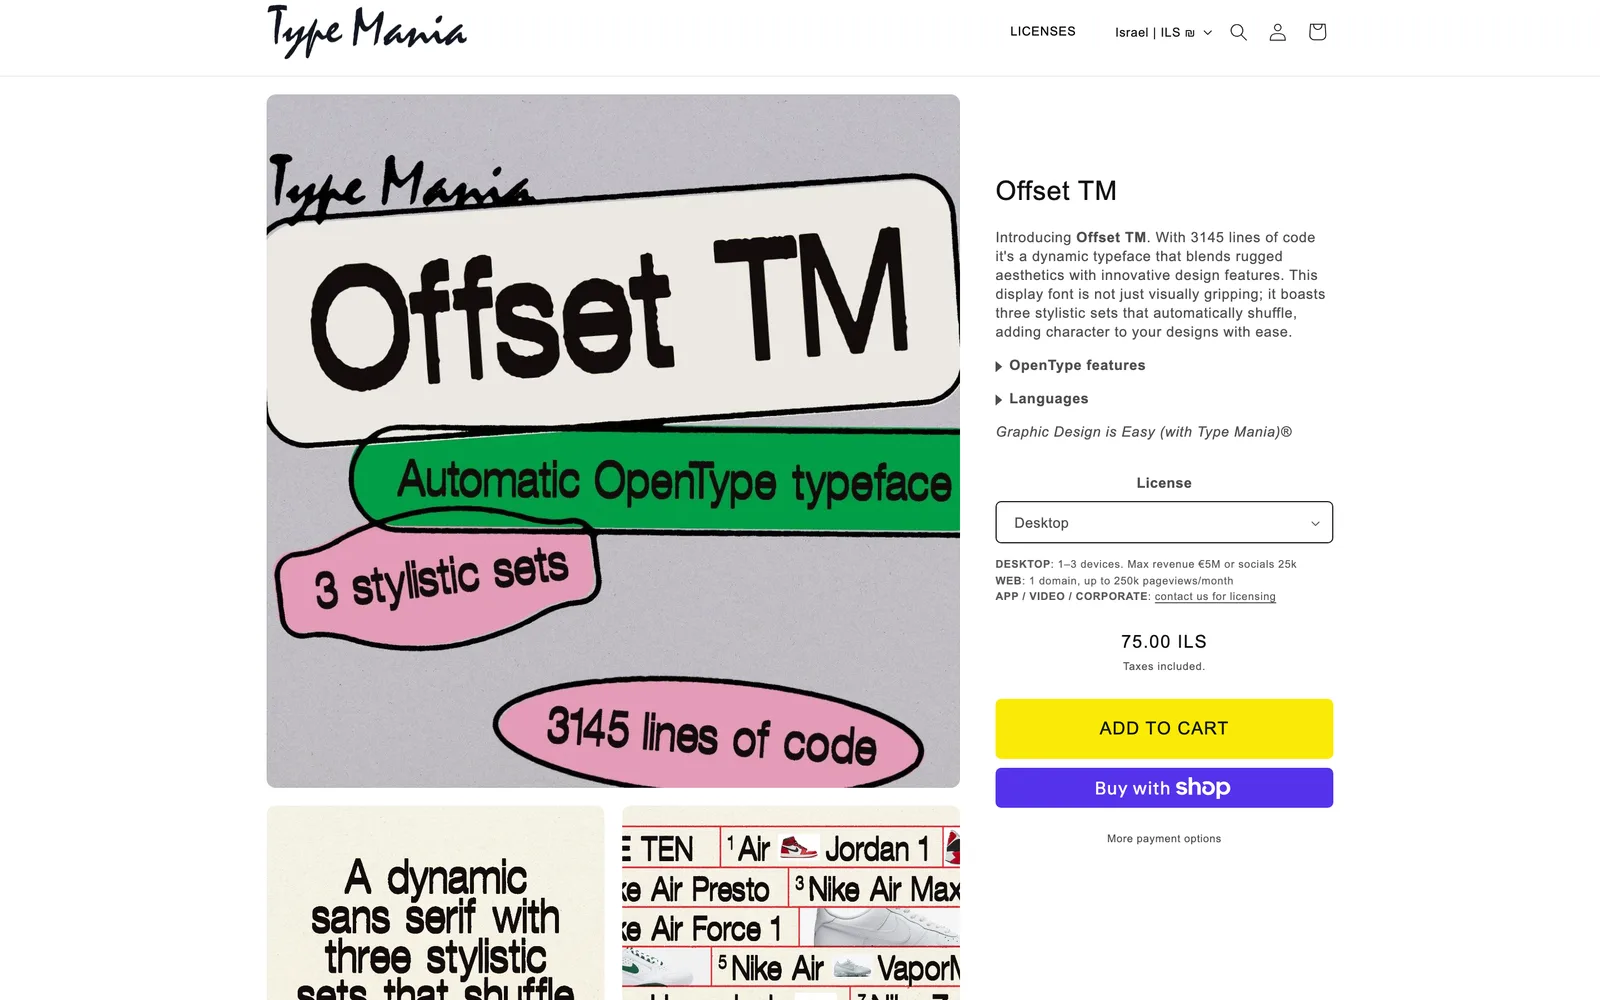 Type Mania
LICENSES
Israel | ILS ₪
Type Mania
Offset TM
Automatic OpenType typeface
3 stylistic sets
3145 lines of code
Offset TM
Introducing Offset TM. With 3145 lines of code
it's a dynamic typeface that blends rugged
aesthetics with innovative design features. This
display font is not just visually gripping; it boasts
three stylistic sets that automatically shuffle,
adding character to your designs with ease.
OpenType features
Languages
Graphic Design is Easy (with Type Mania)®
License
Desktop
DESKTOP: 1–3 devices. Max revenue €5M or socials 25k
WEB: 1 domain, up to 250k pageviews/month
APP / VIDEO / CORPORATE: contact us for licensing
75.00 ILS
Taxes included.
ADD TO CART
Buy with shop
More payment options
A dynamic
sans serif with
three stylistic
sets that shuffle
E TEN 1 Air Jordan 1
ke Air Presto 3 Nike Air Max
ke Air Force 1
5 Nike Air VaporM